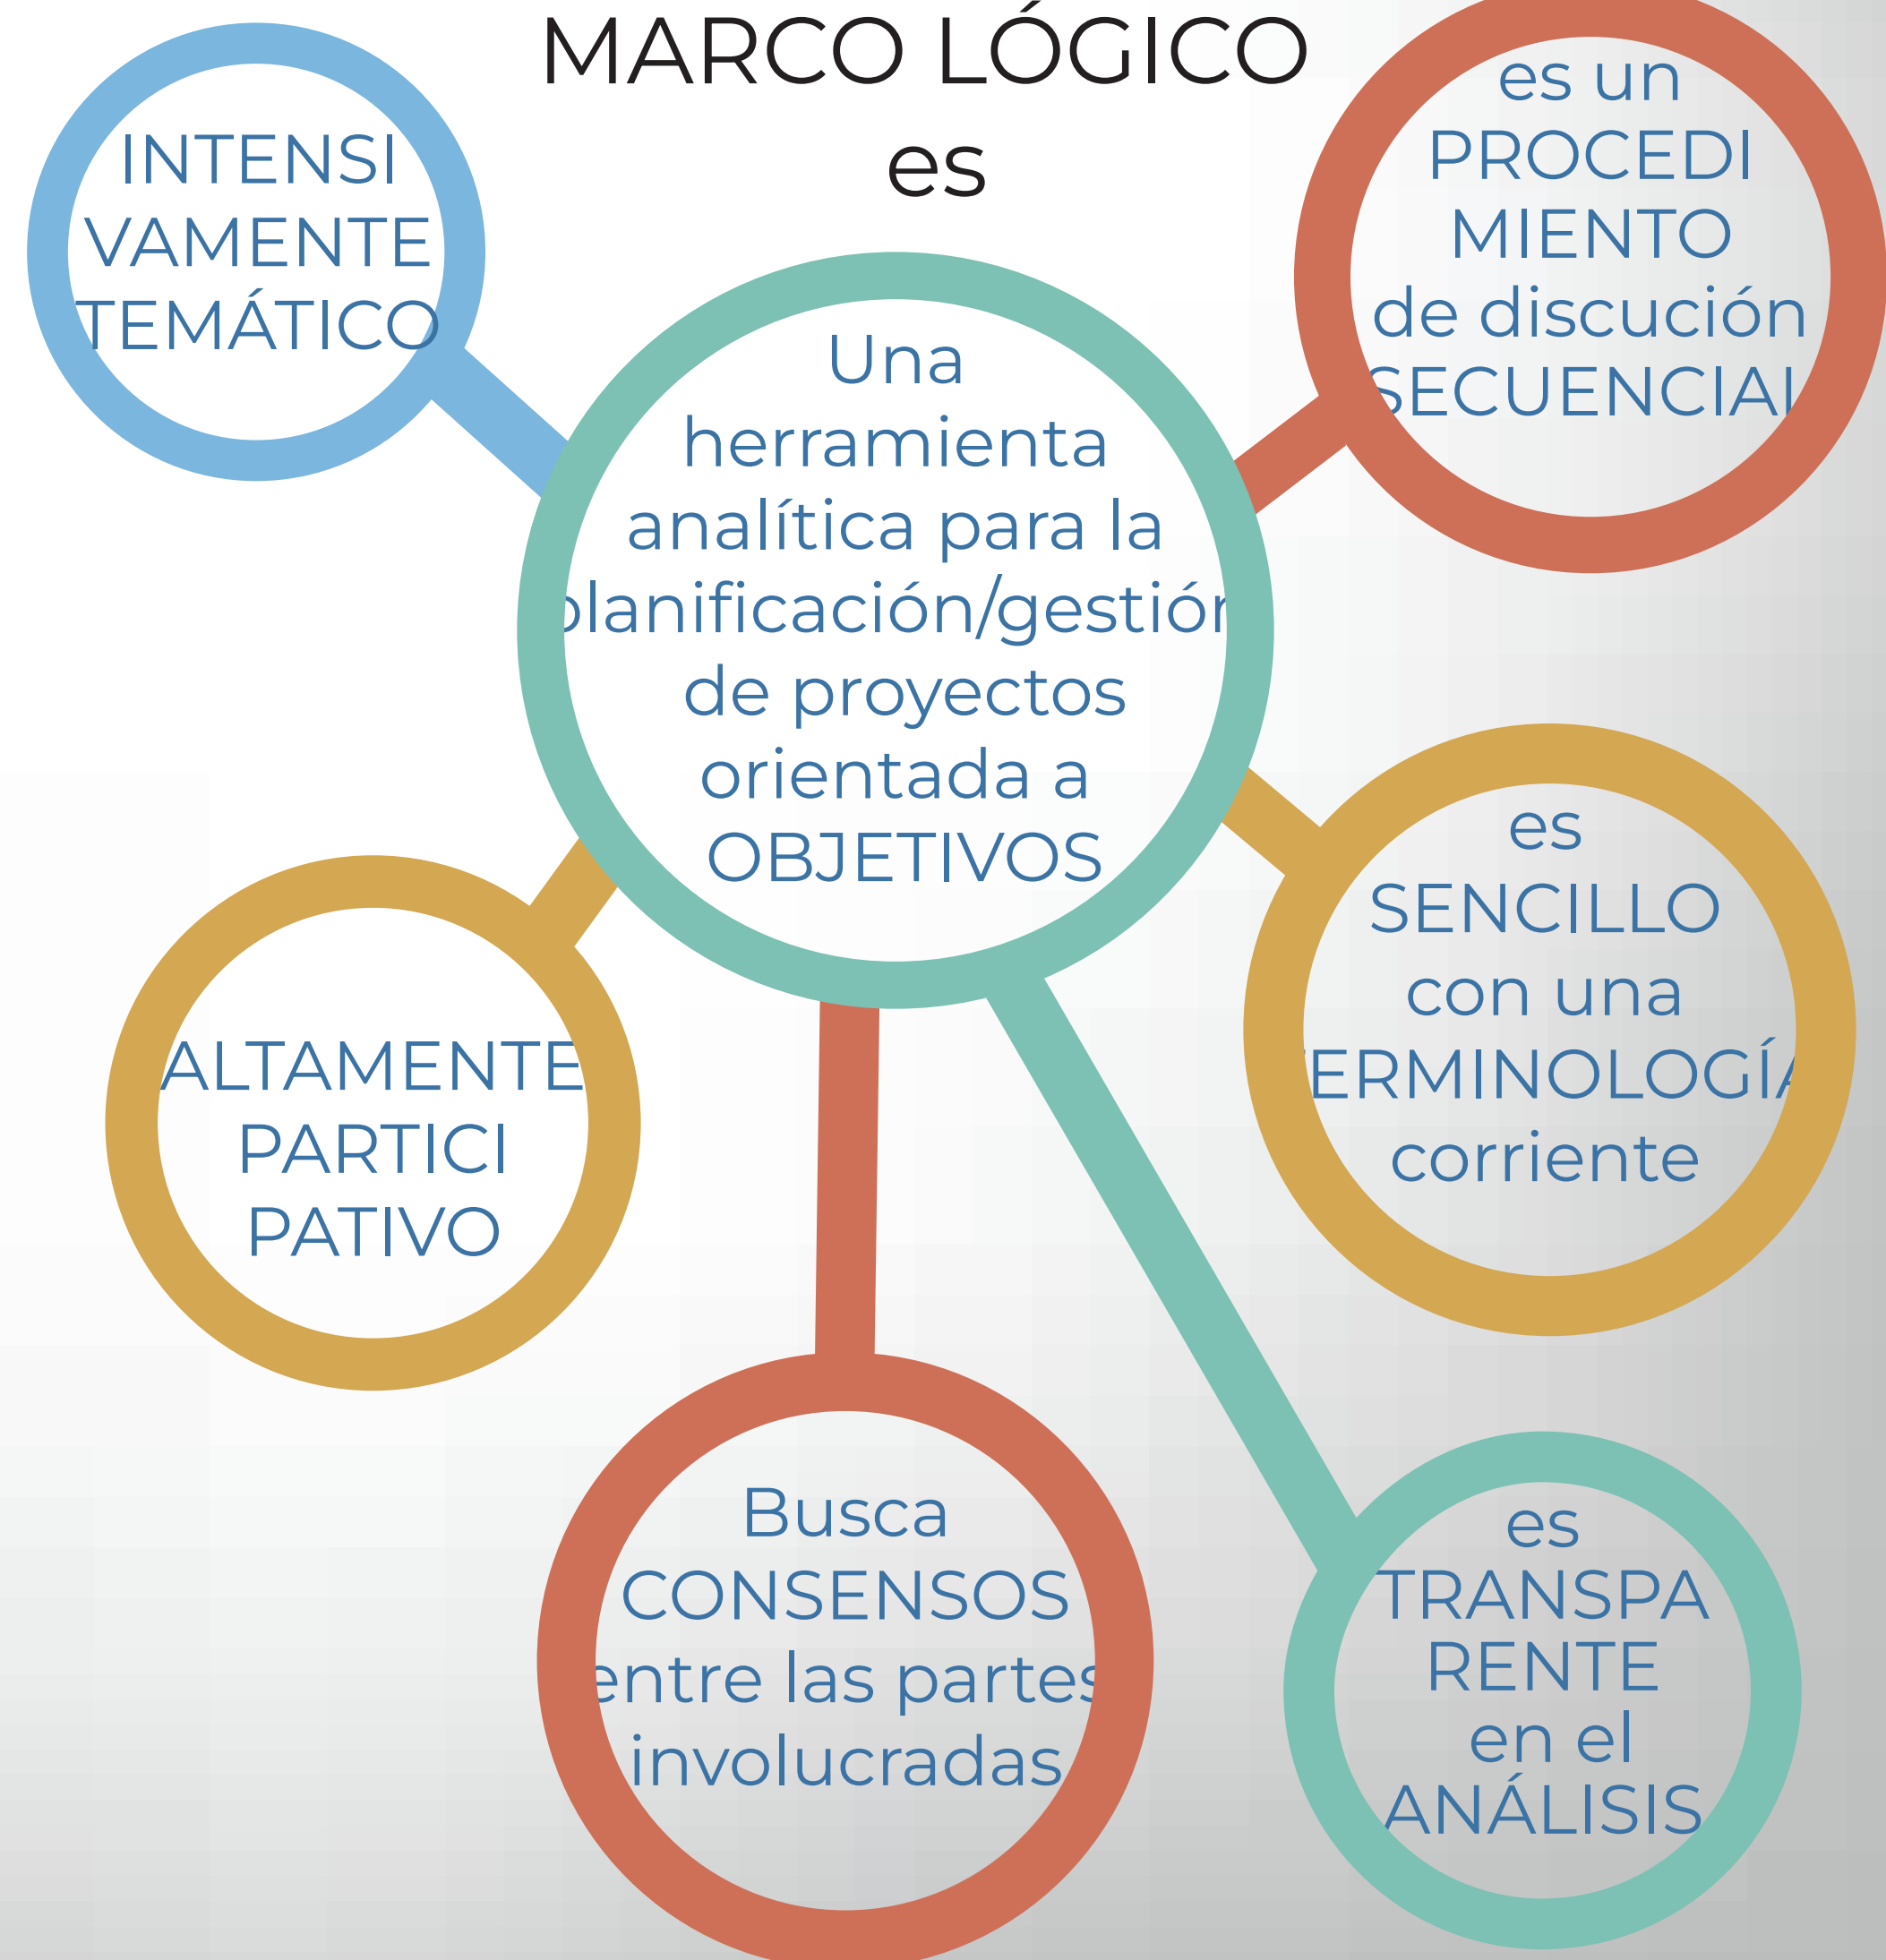 MARCO LÓGICO
es
INTENSI
VAMENTE
TEMÁTICO
es un
PROCEDI
MIENTO
de discución
SECUENCIAL
Una
herramienta
analítica para la
planificación/gestión
de proyectos
orientada a
OBJETIVOS
es
SENCILLO
con una
TERMINOLOGÍA
corriente
ALTAMENTE
PARTICI
PATIVO
Busca
CONSENSOS
entre las partes
involucradas
es
TRANSPA
RENTE
en el
ANÁLISIS